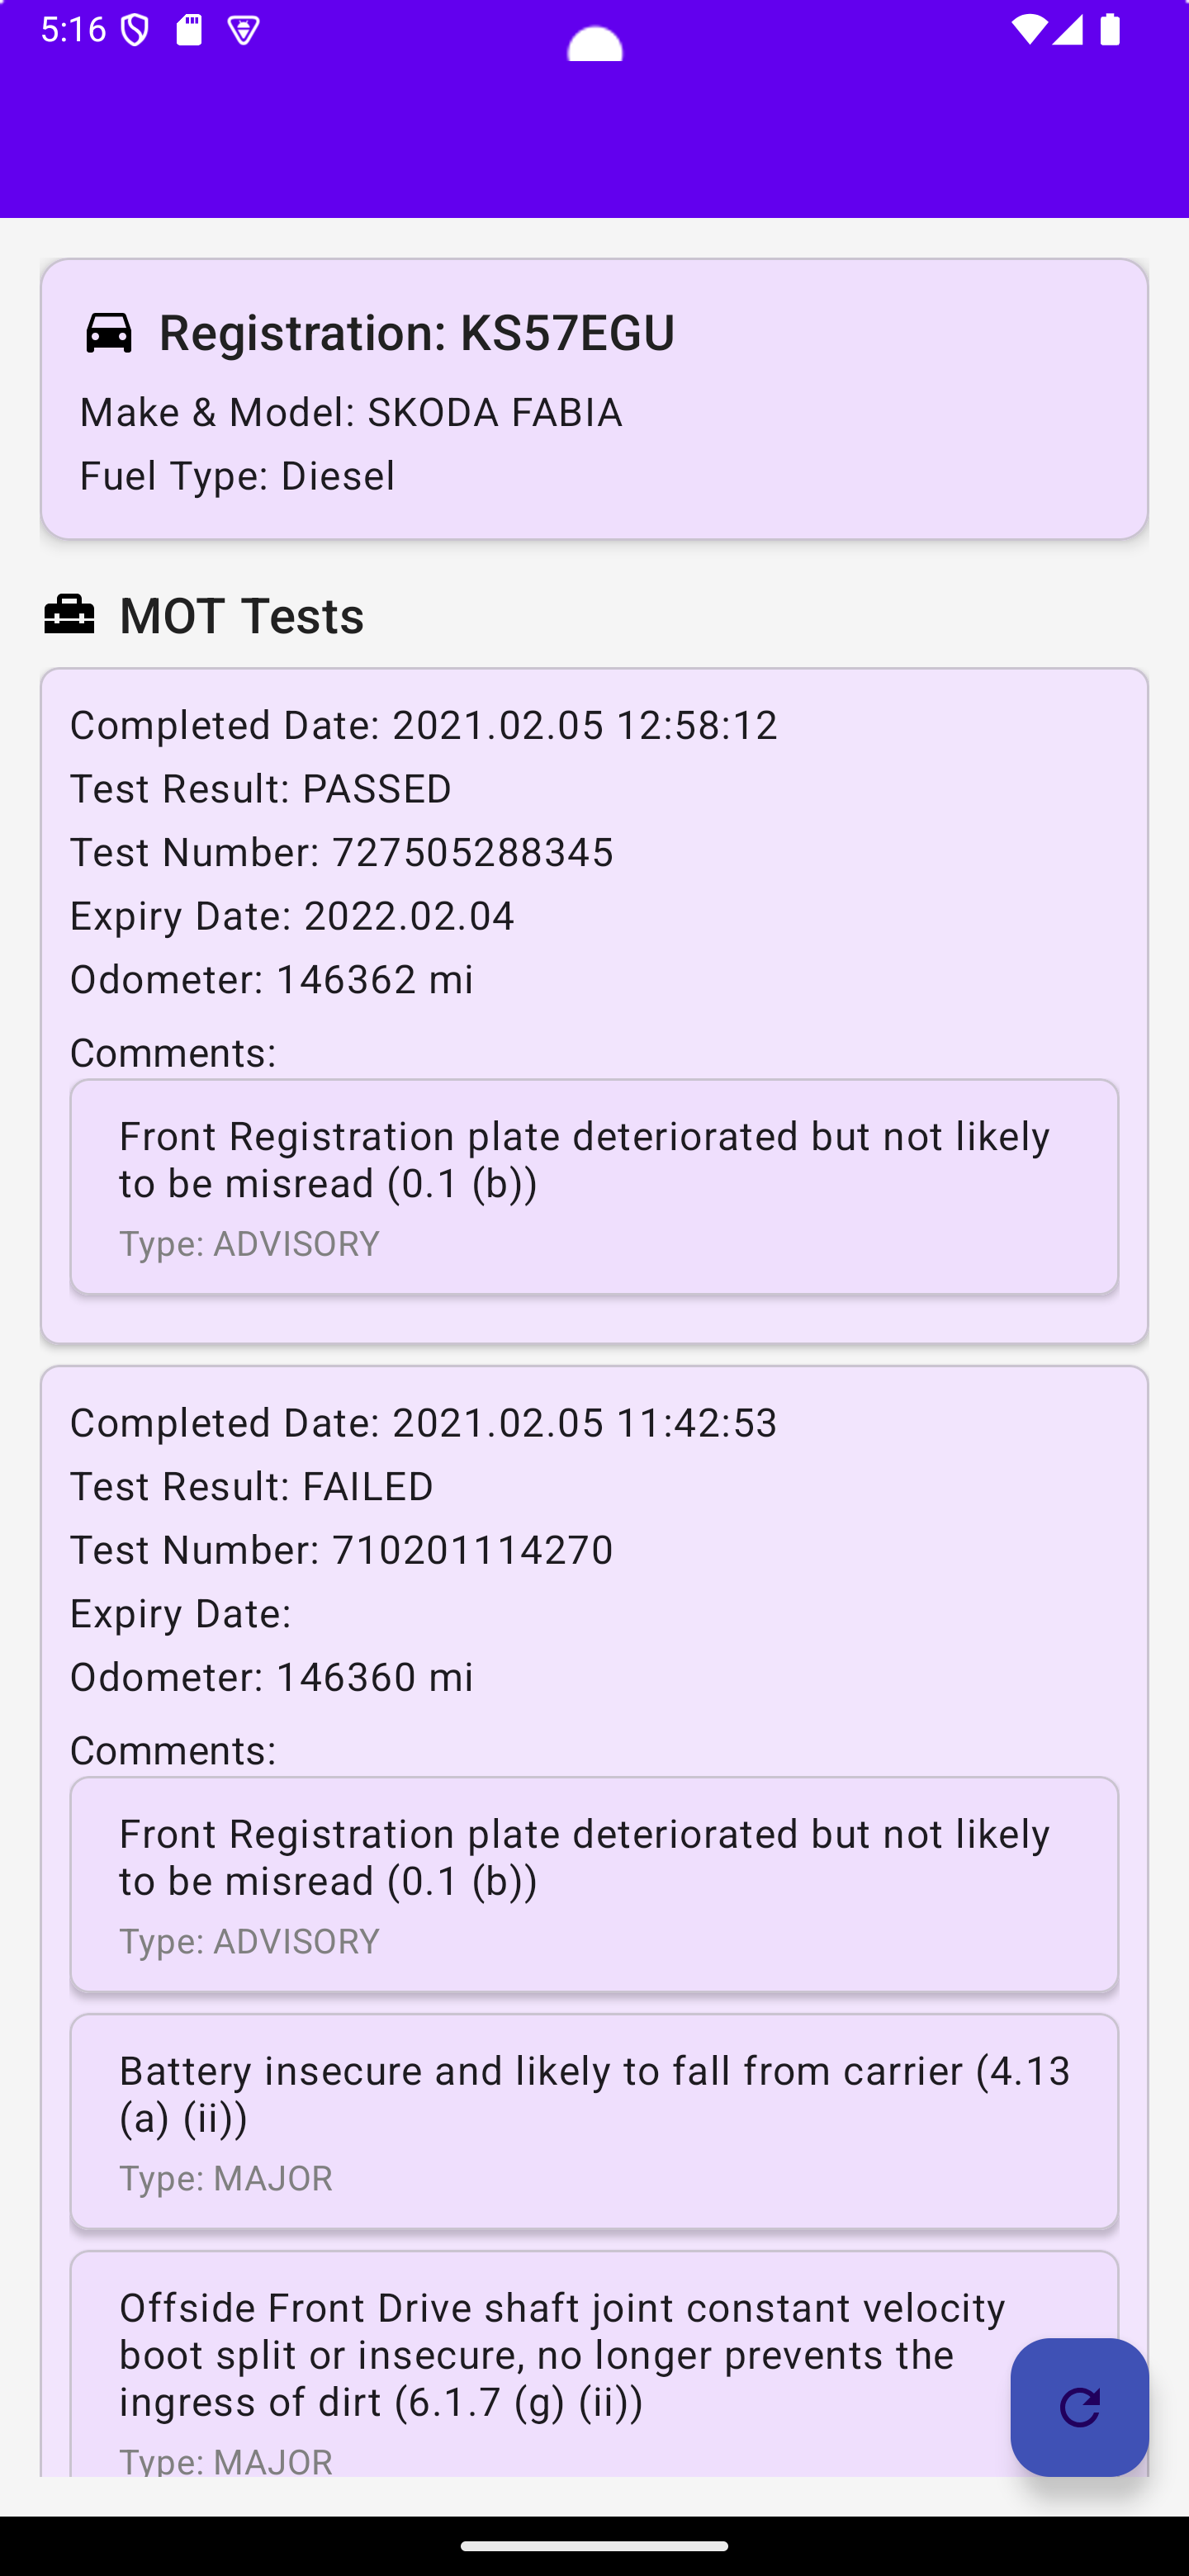 5:16
Registration: KS57EGU
Make & Model: SKODA FABIA
Fuel Type: Diesel
MOT Tests
Completed Date: 2021.02.05 12:58:12
Test Result: PASSED
Test Number: 727505288345
Expiry Date: 2022.02.04
Odometer: 146362 mi
Comments:
Front Registration plate deteriorated but not likely
to be misread (0.1 (b))
Type: ADVISORY
Completed Date: 2021.02.05 11:42:53
Test Result: FAILED
Test Number: 710201114270
Expiry Date:
Odometer: 146360 mi
Comments:
Front Registration plate deteriorated but not likely
to be misread (0.1 (b))
Type: ADVISORY
Battery insecure and likely to fall from carrier (4.13
(a) (ii))
Type: MAJOR
Offside Front Drive shaft joint constant velocity
boot split or insecure, no longer prevents the
ingress of dirt (6.1.7 (g) (ii))
Type: MAJOR